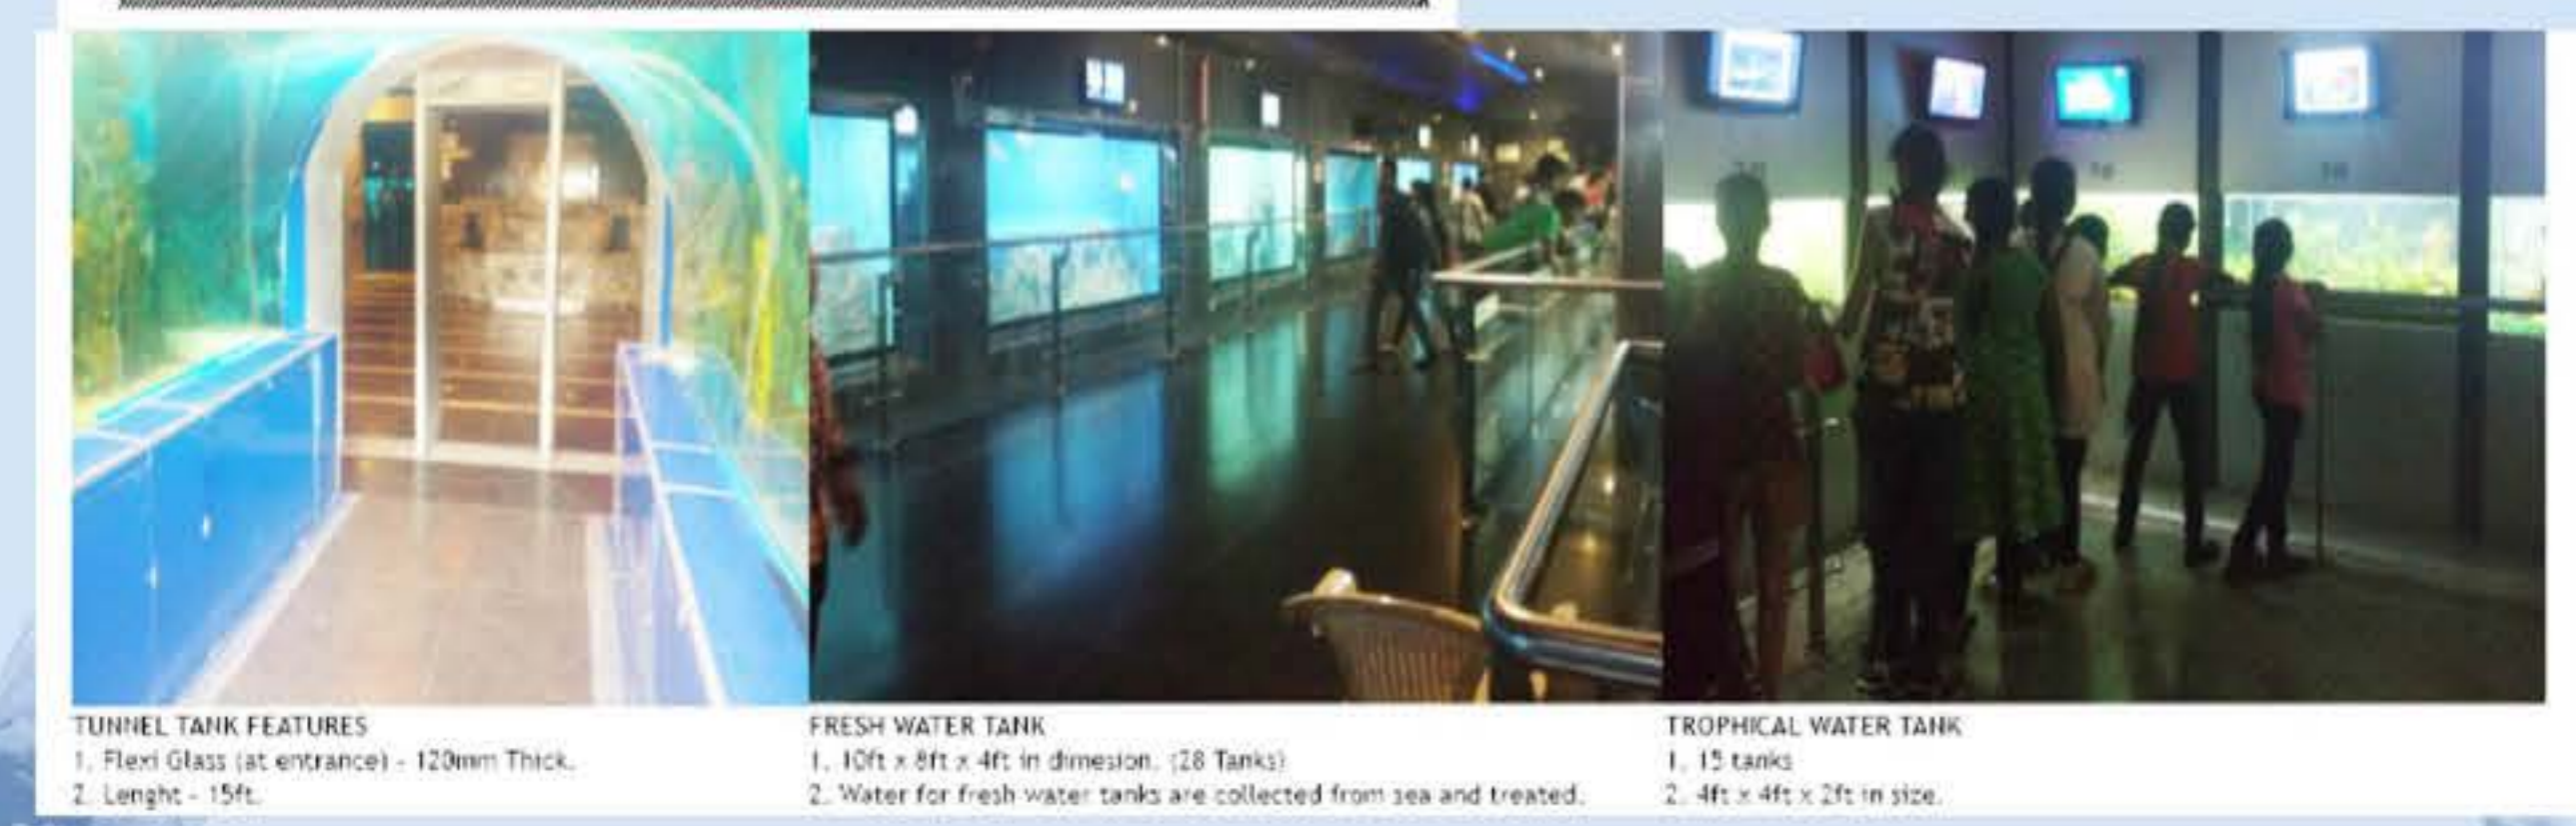 TUNNEL TANK FEATURES
1. Flexi Glass (at entrance) - 120mm Thick.
2. Lenght - 15ft.
FRESH WATER TANK
1. 10ft x 8ft x 4ft in dimesion. (28 Tanks)
2. Water for fresh water tanks are collected from sea and treated.
TROPHICAL WATER TANK
1. 15 tanks
2. 4ft x 4ft x 2ft in size.